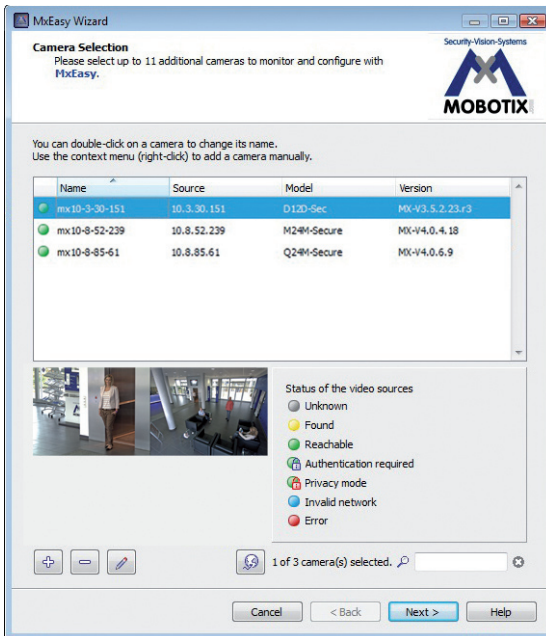 MxEasy Wizard
Camera Selection
Please select up to 11 additional cameras to monitor and configure with
MxEasy.
Security-Vision-Systems
MOBOTIX
You can double-click on a camera to change its name.
Use the context menu (right-click) to add a camera manually.
Name Source Model Version
mx10-3-30-151 10.3.30.151 D12D-Sec MX-V3.5.2.23.r3
mx10-8-52-239 10.8.52.239 M24M-Secure MX-V4.0.4.18
mx10-8-85-61 10.8.85.61 Q24M-Secure MX-V4.0.6.9
Status of the video sources
Unknown
Found
Reachable
Authentication required
Privacy mode
Invalid network
Error
1 of 3 camera(s) selected.
Cancel < Back Next > Help